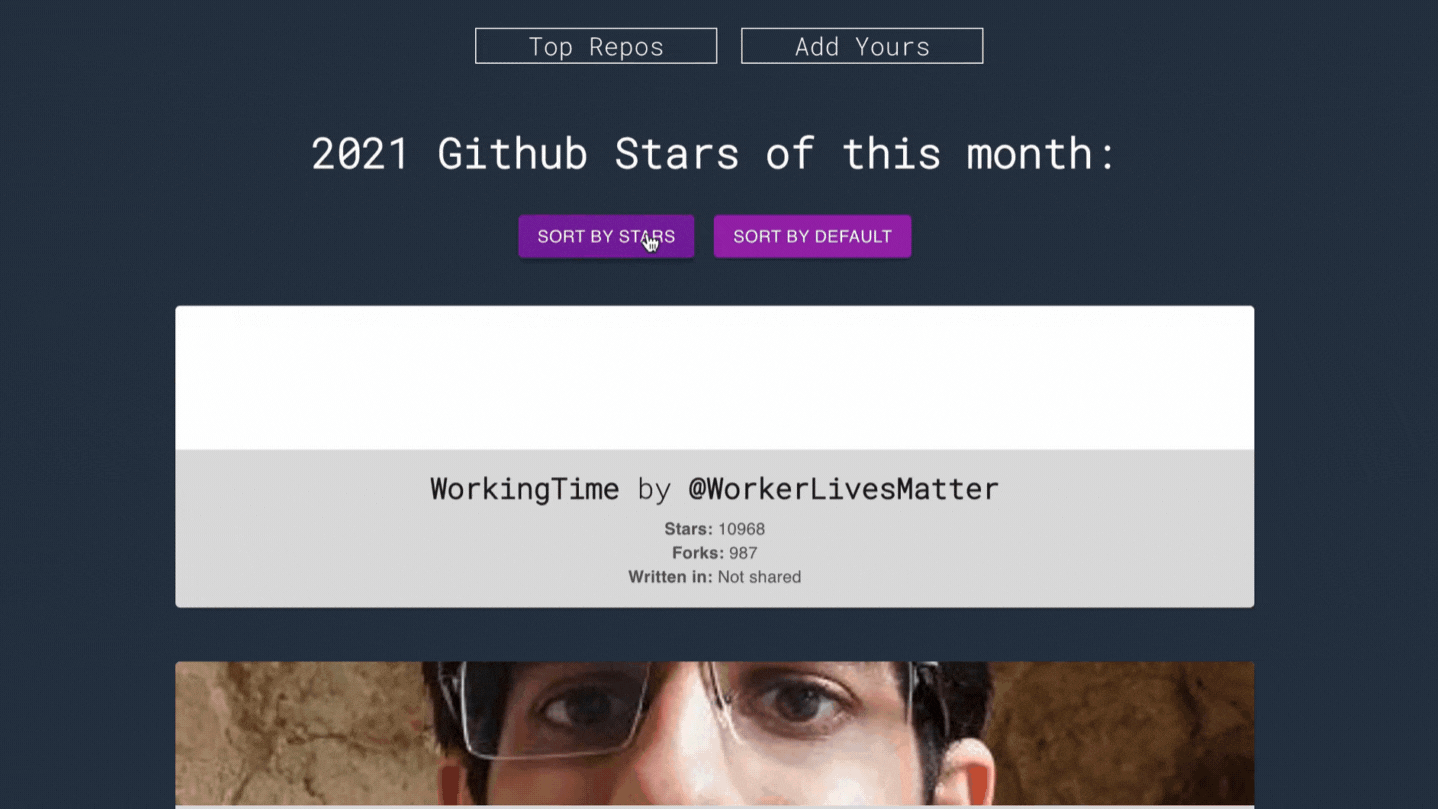 Top Repos
Add Yours
2021 Github Stars of this month:
SORT BY STARS
SORT BY DEFAULT
WorkingTime by @WorkerLivesMatter
Stars: 10968
Forks: 987
Written in: Not shared